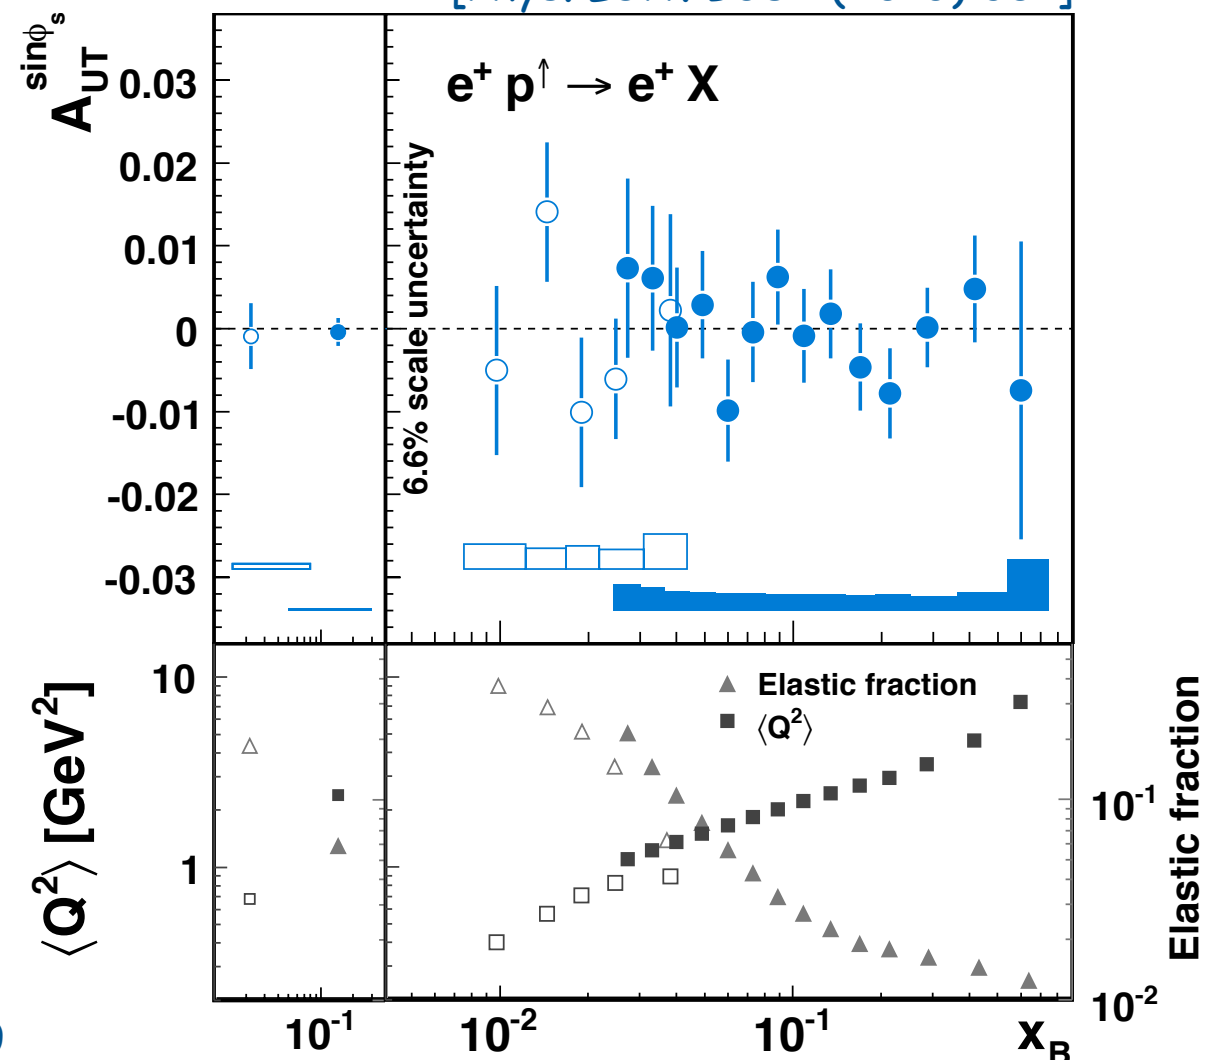 A_UT^sinϕ_s
0.03
0.02
0.01
0
-0.01
-0.02
-0.03
e⁺ p↑ → e⁺ X
6.6% scale uncertainty
⟨Q²⟩ [GeV²]
10
1
Elastic fraction
⟨Q²⟩
10⁻¹
10⁻²
Elastic fraction
10⁻¹
10⁻²
10⁻¹
x_B